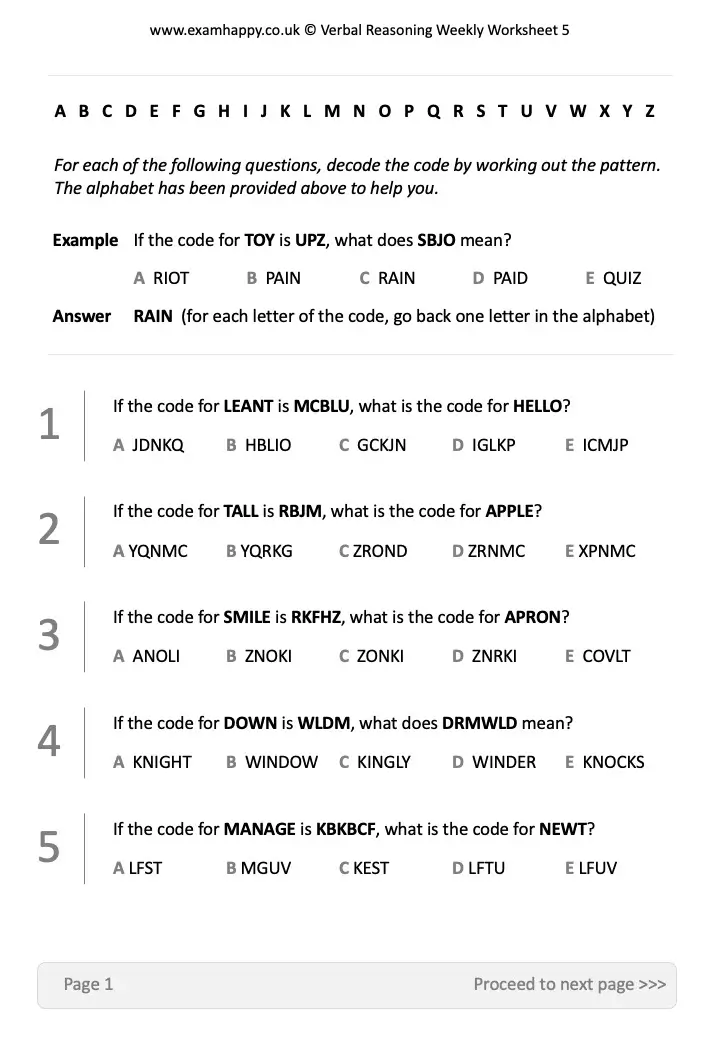 www.examhappy.co.uk © Verbal Reasoning Weekly Worksheet 5
A B C D E F G H I J K L M N O P Q R S T U V W X Y Z
For each of the following questions, decode the code by working out the pattern.
The alphabet has been provided above to help you.
Example If the code for TOY is UPZ, what does SBJO mean?
A RIOT B PAIN C RAIN D PAID E QUIZ
Answer RAIN (for each letter of the code, go back one letter in the alphabet)
1 If the code for LEANT is MCBLU, what is the code for HELLO?
A JDNKQ B HBLIO C GCKJN D IGLKP E ICMJP
2 If the code for TALL is RBJM, what is the code for APPLE?
A YQNMC B YQRKG C ZROND D ZRNMC E XPNMC
3 If the code for SMILE is RKFHZ, what is the code for APRON?
A ANOLI B ZNOKI C ZONKI D ZNRKI E COVLT
4 If the code for DOWN is WLDM, what does DRMWLD mean?
A KNIGHT B WINDOW C KINGLY D WINDER E KNOCKS
5 If the code for MANAGE is KBKBCF, what is the code for NEWT?
A LFST B MGUV C KEST D LFTU E LFUV
Page 1 Proceed to next page >>>